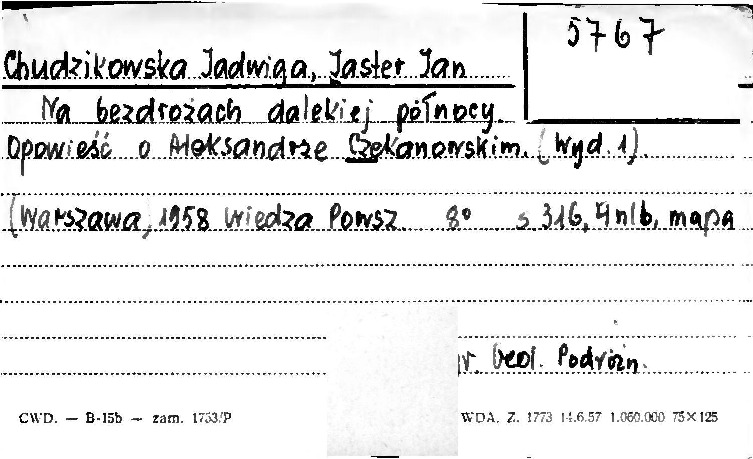 5767
Chudzikowska Jadwiga, Jaster Jan
Na bezdrożach dalekiej północy.
Opowieść o Aleksandrze Czekanowskim. (Wyd. 1).
(Warszawa) 1958 Wiedza Powsz. 8° s 316, 4 nlb, mapa
r. Geol. Podróżn.
CWD. — B-15b — zam. 1753/P
WDA. Z. 1773 14.6.57 1.060.000 75×125